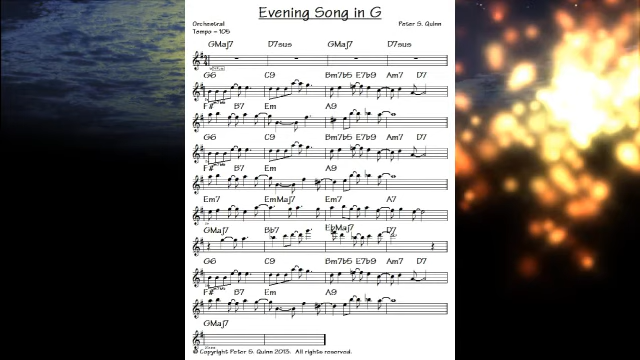 Evening Song in G
Orchestral Peter S. Quinn
Tempo = 105
GMaj7 D7sus GMaj7 D7sus
G6 C9 Bm7b5 E7b9 Am7 D7
F#ø B7 Em A9
G6 C9 Bm7b5 E7b9 Am7 D7
F#ø B7 Em A9
Em7 EmMaj7 Em7 A7
GMaj7 Bb7 EbMaj7 D7
G6 C9 Bm7b5 E7b9 Am7 D7
F#ø B7 Em A9
GMaj7
© Copyright Peter S. Quinn 2013. All rights reserved.